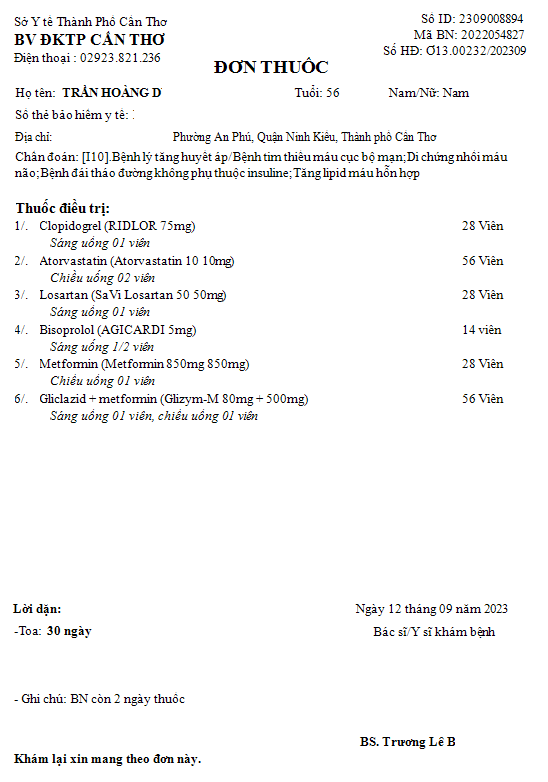 Sở Y tế Thành Phố Cần Thơ
Số ID: 2309008894
BV ĐKTP CẦN THƠ
Mã BN: 2022054827
Điện thoại : 02923.821.236
Số HĐ: Ơ13.00232/202309
ĐƠN THUỐC
Họ tên: TRẦN HOÀNG D
Tuổi: 56
Nam/Nữ: Nam
Số thẻ bảo hiểm y tế:
Địa chỉ: Phường An Phú, Quận Ninh Kiều, Thành phố Cần Thơ
Chẩn đoán: [I10].Bệnh lý tăng huyết áp/Bệnh tim thiếu máu cục bộ mạn;Di chứng nhồi máu
não;Bệnh đái tháo đường không phụ thuộc insuline;Tăng lipid máu hỗn hợp
Thuốc điều trị:
1/. Clopidogrel (RIDLOR 75mg) 28 Viên
Sáng uống 01 viên
2/. Atorvastatin (Atorvastatin 10 10mg) 56 Viên
Chiều uống 02 viên
3/. Losartan (SaVi Losartan 50 50mg) 28 Viên
Sáng uống 01 viên
4/. Bisoprolol (AGICARDI 5mg) 14 viên
Sáng uống 1/2 viên
5/. Metformin (Metformin 850mg 850mg) 28 Viên
Chiều uống 01 viên
6/. Gliclazid + metformin (Glizym-M 80mg + 500mg) 56 Viên
Sáng uống 01 viên, chiều uống 01 viên
Lời dặn:
Ngày 12 tháng 09 năm 2023
-Toa: 30 ngày
Bác sĩ/Y sĩ khám bệnh
- Ghi chú: BN còn 2 ngày thuốc
BS. Trương Lê B
Khám lại xin mang theo đơn này.